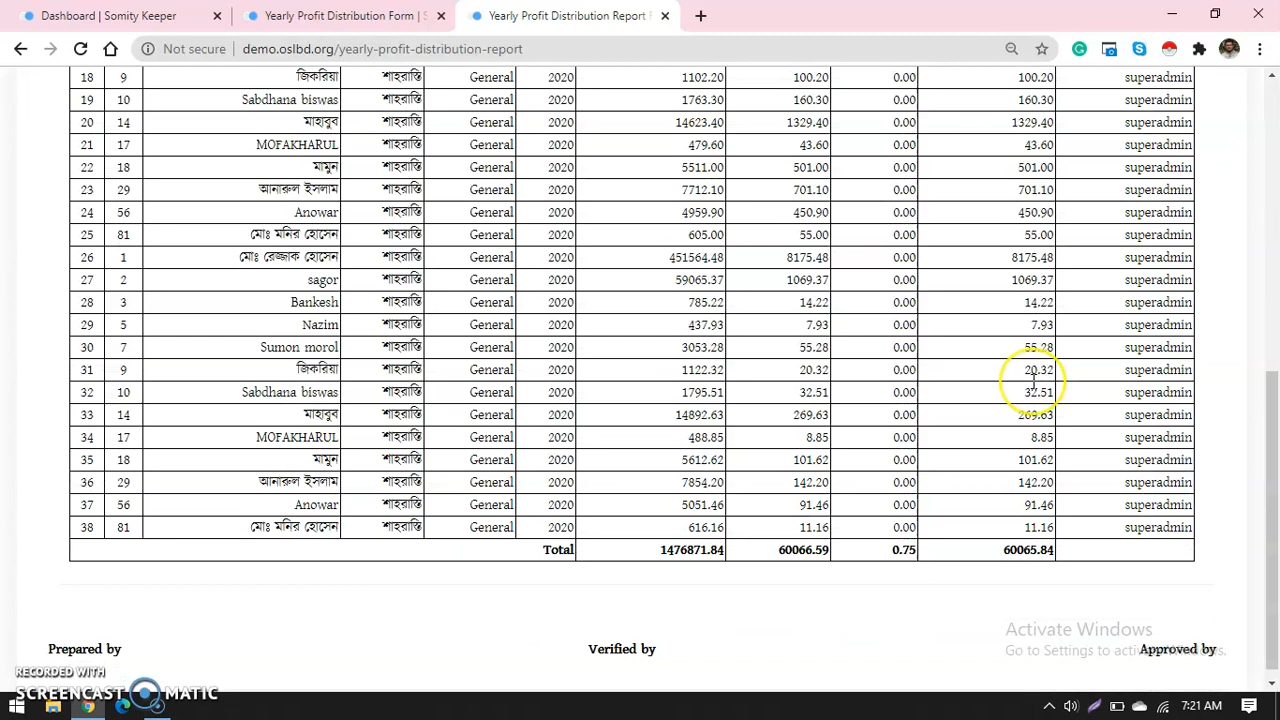 Dashboard | Somity Keeper
Yearly Profit Distribution Form | S
Yearly Profit Distribution Report F
Not secure demo.oslbd.org/yearly-profit-distribution-report
18 9 জিকরিয়া শাহরাস্তি General 2020 1102.20 100.20 0.00 100.20 superadmin
19 10 Sabdhana biswas শাহরাস্তি General 2020 1763.30 160.30 0.00 160.30 superadmin
20 14 মাহাবুব শাহরাস্তি General 2020 14623.40 1329.40 0.00 1329.40 superadmin
21 17 MOFAKHARUL শাহরাস্তি General 2020 479.60 43.60 0.00 43.60 superadmin
22 18 মামুন শাহরাস্তি General 2020 5511.00 501.00 0.00 501.00 superadmin
23 29 আনারুল ইসলাম শাহরাস্তি General 2020 7712.10 701.10 0.00 701.10 superadmin
24 56 Anowar শাহরাস্তি General 2020 4959.90 450.90 0.00 450.90 superadmin
25 81 মোঃ মনির হোসেন শাহরাস্তি General 2020 605.00 55.00 0.00 55.00 superadmin
26 1 মোঃ রেজ্জাক হোসেন শাহরাস্তি General 2020 451564.48 8175.48 0.00 8175.48 superadmin
27 2 sagor শাহরাস্তি General 2020 59065.37 1069.37 0.00 1069.37 superadmin
28 3 Bankesh শাহরাস্তি General 2020 785.22 14.22 0.00 14.22 superadmin
29 5 Nazim শাহরাস্তি General 2020 437.93 7.93 0.00 7.93 superadmin
30 7 Sumon morol শাহরাস্তি General 2020 3053.28 55.28 0.00 55.28 superadmin
31 9 জিকরিয়া শাহরাস্তি General 2020 1122.32 20.32 0.00 20.32 superadmin
32 10 Sabdhana biswas শাহরাস্তি General 2020 1795.51 32.51 0.00 32.51 superadmin
33 14 মাহাবুব শাহরাস্তি General 2020 14892.63 269.63 0.00 269.63 superadmin
34 17 MOFAKHARUL শাহরাস্তি General 2020 488.85 8.85 0.00 8.85 superadmin
35 18 মামুন শাহরাস্তি General 2020 5612.62 101.62 0.00 101.62 superadmin
36 29 আনারুল ইসলাম শাহরাস্তি General 2020 7854.20 142.20 0.00 142.20 superadmin
37 56 Anowar শাহরাস্তি General 2020 5051.46 91.46 0.00 91.46 superadmin
38 81 মোঃ মনির হোসেন শাহরাস্তি General 2020 616.16 11.16 0.00 11.16 superadmin
Total 1476871.84 60066.59 0.75 60065.84
Activate Windows
Go to Settings to activate Windows.
Prepared by Verified by Approved by
RECORDED WITH
SCREENCAST MATIC
7:21 AM